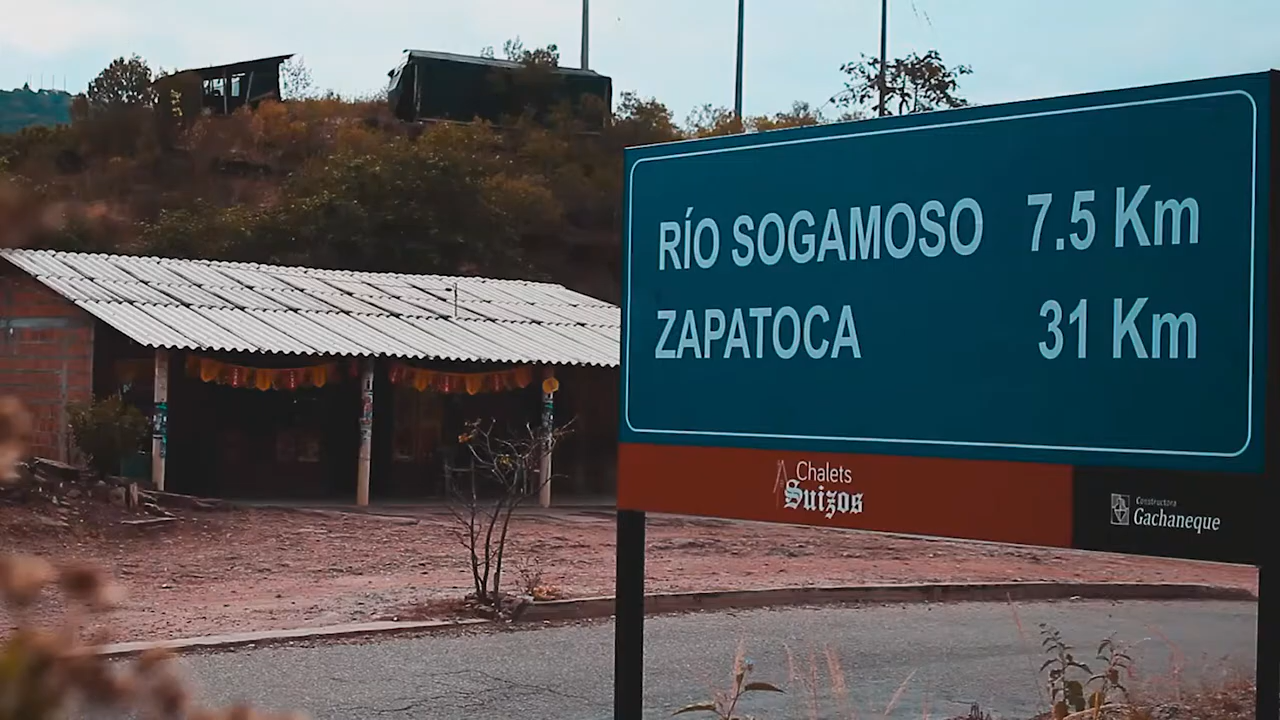 RÍO SOGAMOSO 7.5 Km
ZAPATOCA 31 Km
Chalets
Suizos
Constructora
Gachaneque